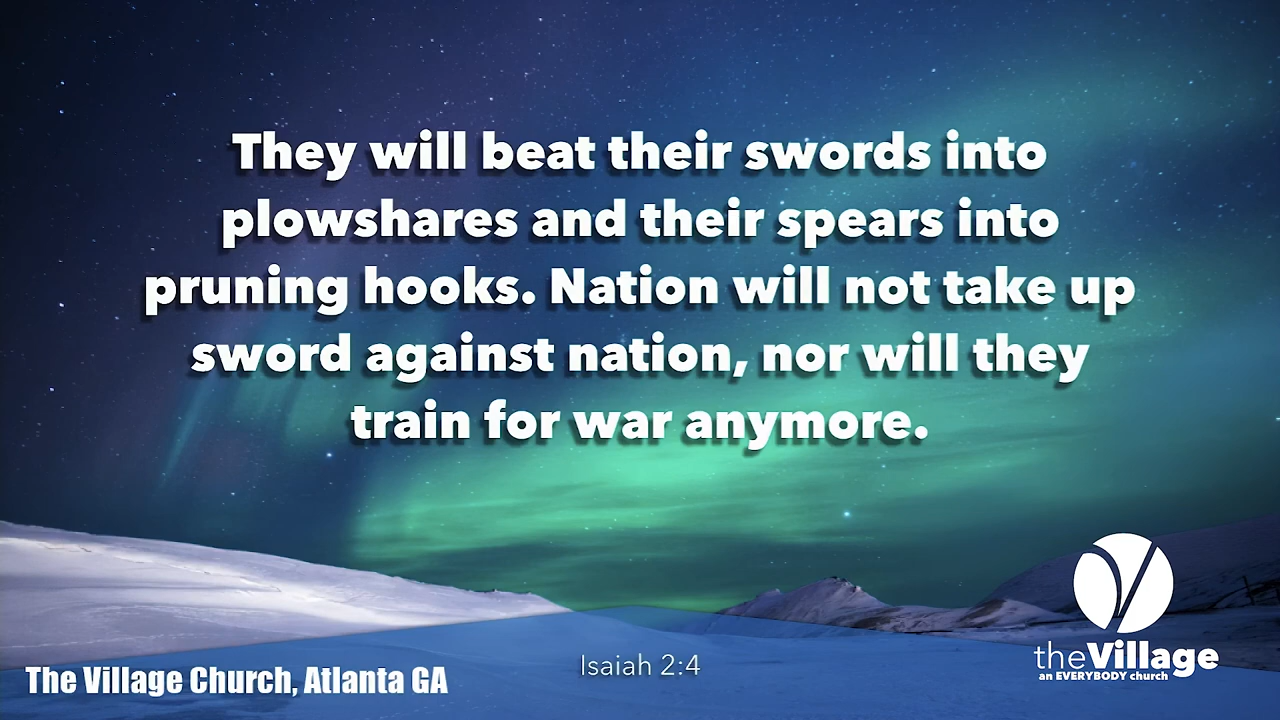 They will beat their swords into
plowshares and their spears into
pruning hooks. Nation will not take up
sword against nation, nor will they
train for war anymore.
Isaiah 2:4
The Village Church, Atlanta GA
theVillage
an EVERYBODY church